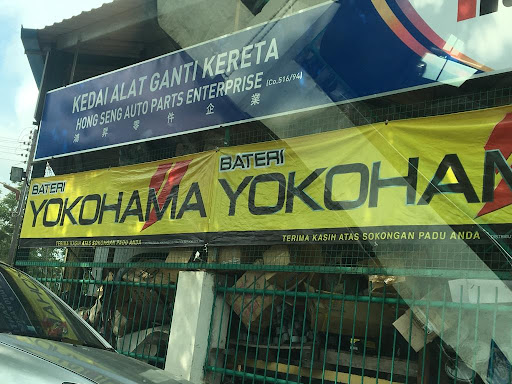 KEDAI ALAT GANTI KERETA
HONG SENG AUTO PARTS ENTERPRISE (Co.516/94)
鴻昇零件企業
BATERI
YOKOHAMA
TERIMA KASIH ATAS SOKONGAN PADU ANDA
BATERI
YOKOHAM
TERIMA KASIH ATAS SOKONGAN PADU ANDA